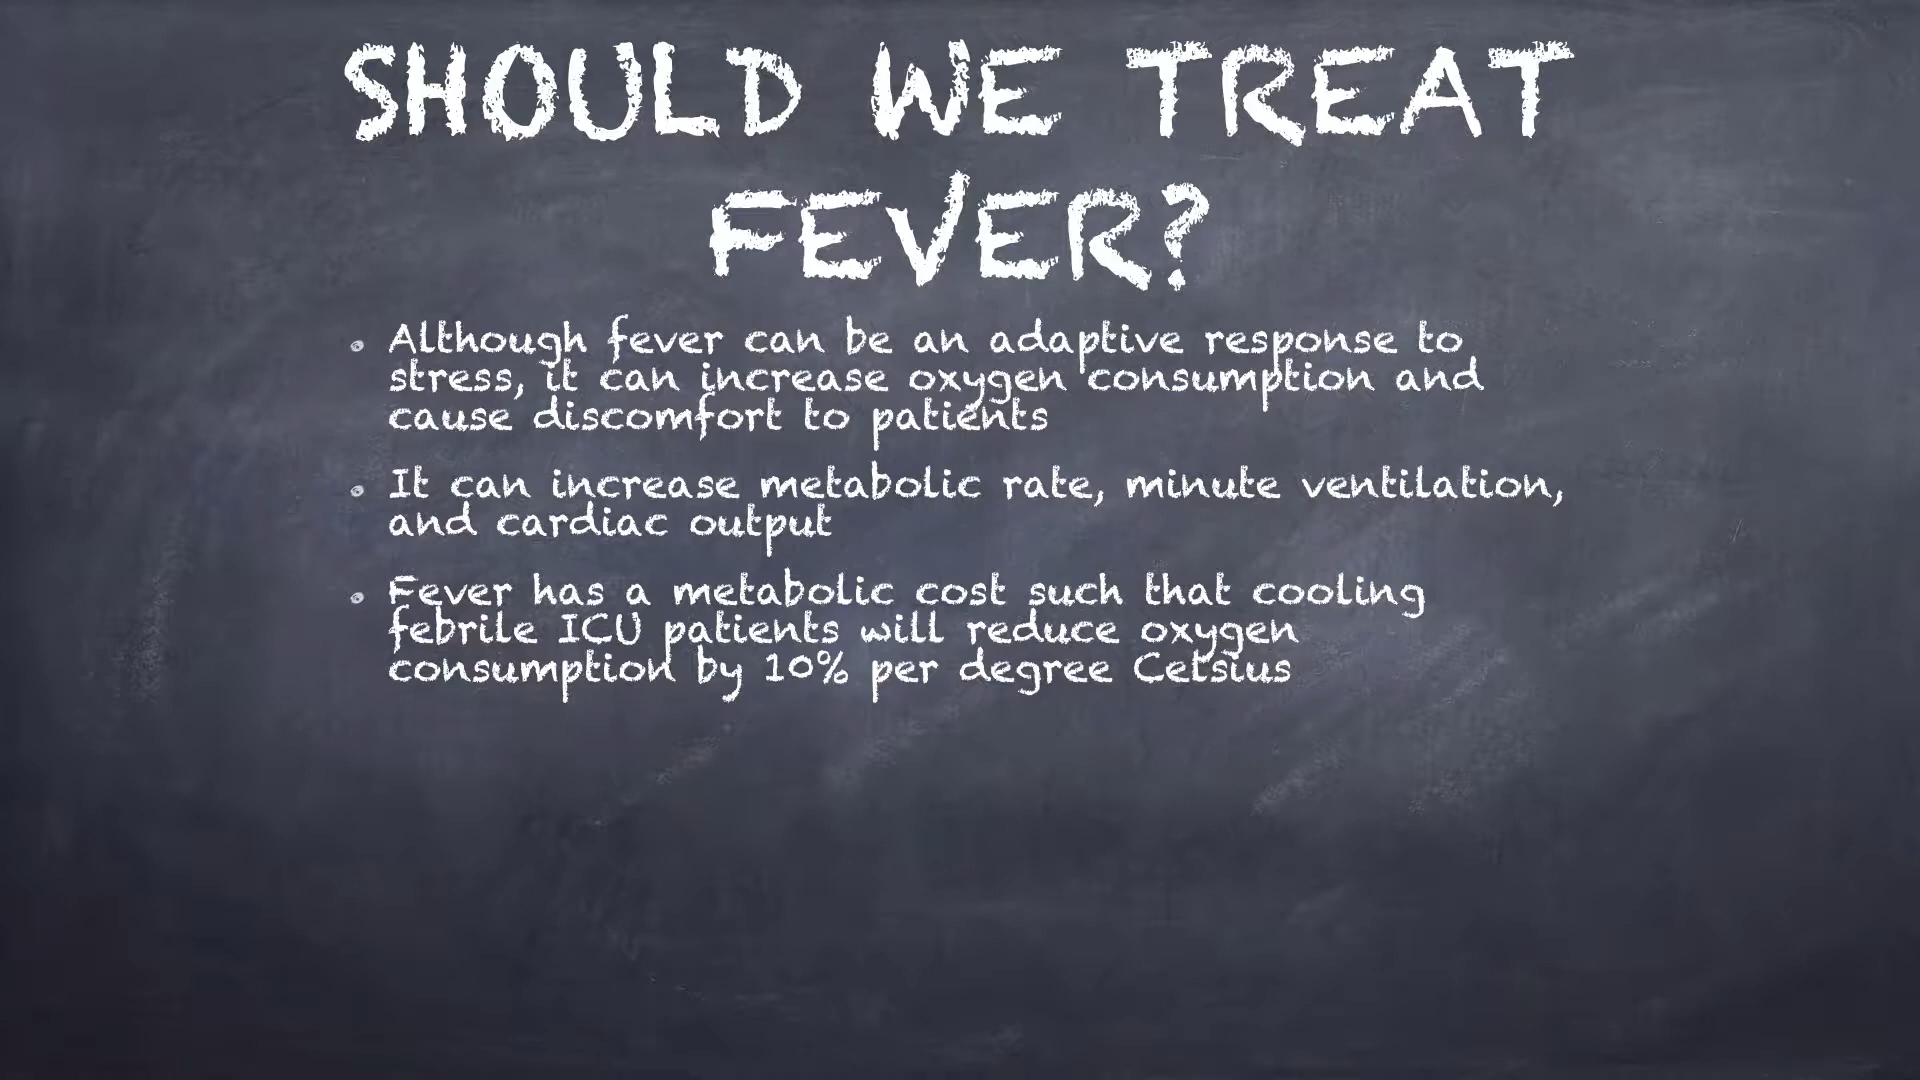 SHOULD WE TREAT
FEVER?
• Although fever can be an adaptive response to
stress, it can increase oxygen consumption and
cause discomfort to patients
• It can increase metabolic rate, minute ventilation,
and cardiac output
• Fever has a metabolic cost such that cooling
febrile ICU patients will reduce oxygen
consumption by 10% per degree Celsius